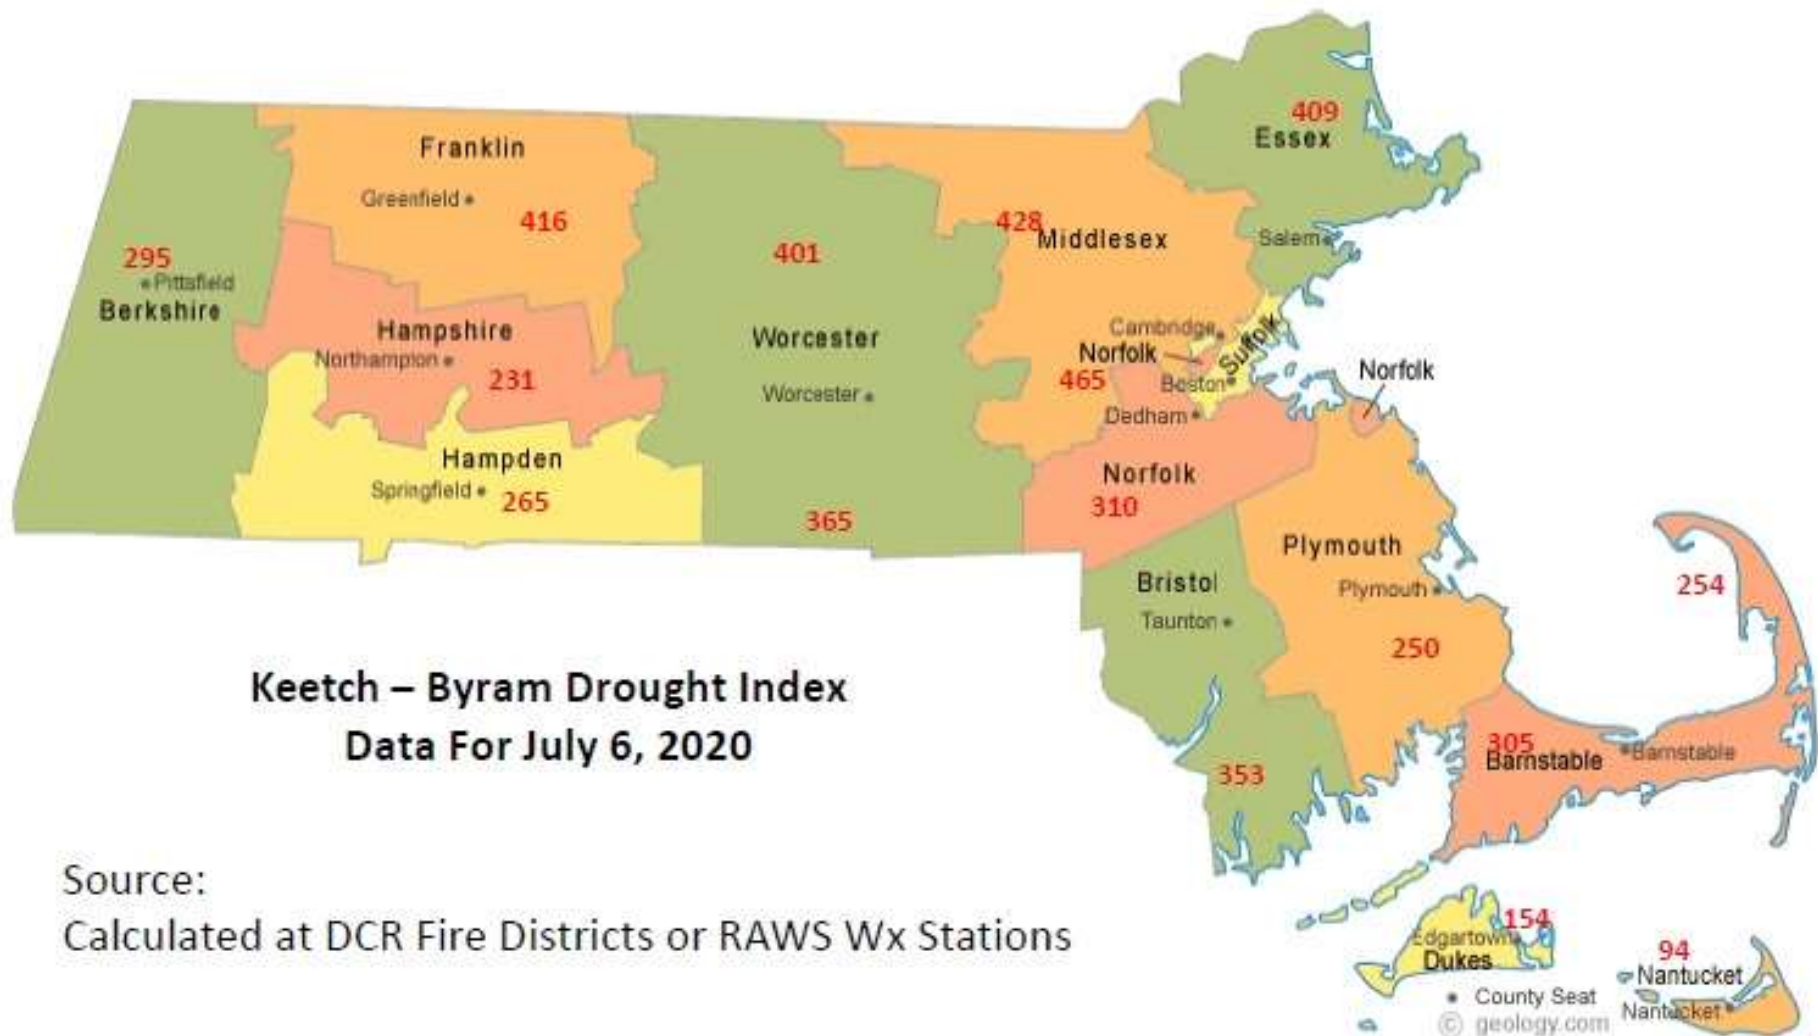 409
Essex
Franklin
Greenfield
416
428
Middlesex
Salem
401
295
Pittsfield
Berkshire
Hampshire
Northampton
231
Worcester
Worcester
Cambridge
Norfolk
Suffolk
465
Boston
Norfolk
Dedham
Hampden
Springfield
265
365
Norfolk
310
Plymouth
Plymouth
250
Bristol
Taunton
254
353
305
Barnstable
Barnstable
Keetch – Byram Drought Index
Data For July 6, 2020
Source:
Calculated at DCR Fire Districts or RAWS Wx Stations
154
Edgartown
Dukes
94
Nantucket
Nantucket
County Seat
© geology.com